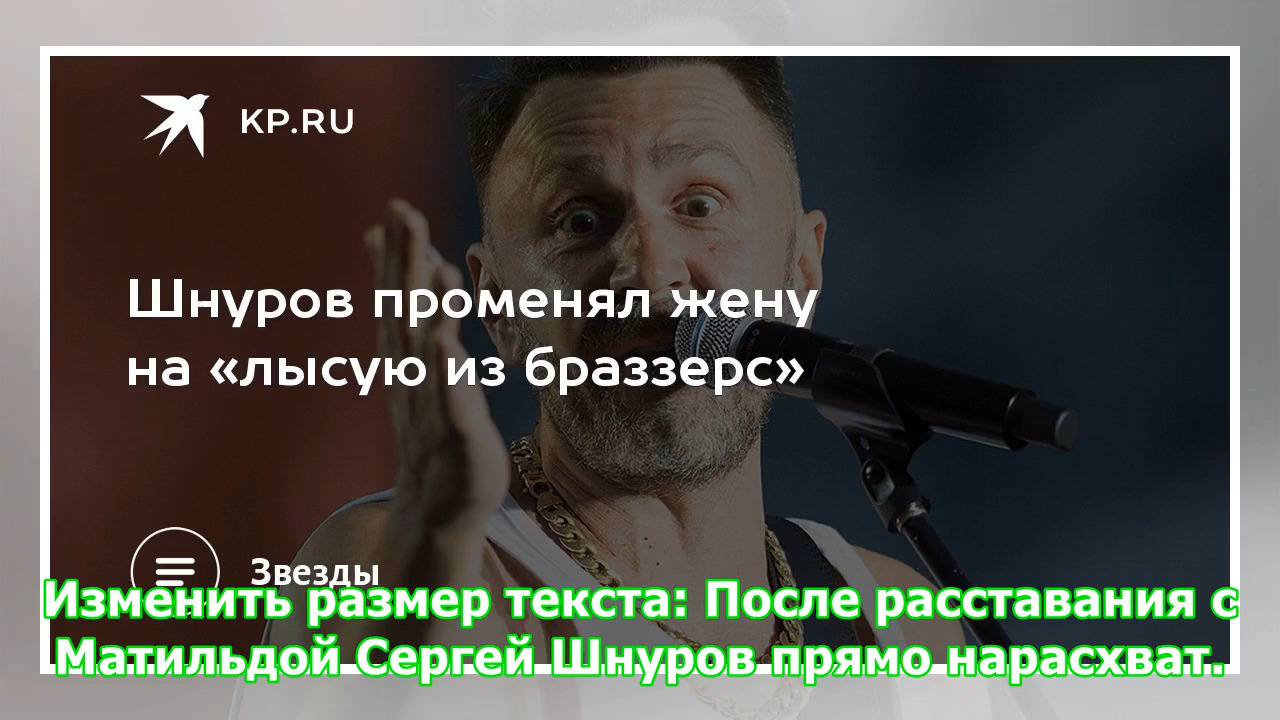 KP.RU
Шнуров променял жену
на «лысую из браззерс»
Звезды
Изменить размер текста: После расставания с
Матильдой Сергей Шнуров прямо нарасхват.